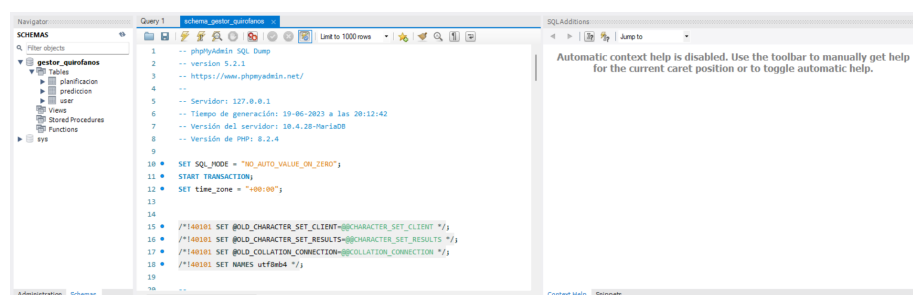 Navigator
SCHEMAS
Filter objects
gestor_quirofanos
Tables
planificacion
prediccion
user
Views
Stored Procedures
Functions
sys
Administration Schemas
Query 1 schema_gestor_quirofanos
Limit to 1000 rows
1 -- phpMyAdmin SQL Dump
2 -- version 5.2.1
3 -- https://www.phpmyadmin.net/
4 --
5 -- Servidor: 127.0.0.1
6 -- Tiempo de generación: 19-06-2023 a las 20:12:42
7 -- Versión del servidor: 10.4.28-MariaDB
8 -- Versión de PHP: 8.2.4
9
10 SET SQL_MODE = "NO_AUTO_VALUE_ON_ZERO";
11 START TRANSACTION;
12 SET time_zone = "+00:00";
13
14
15 /*!40101 SET @OLD_CHARACTER_SET_CLIENT=@@CHARACTER_SET_CLIENT */;
16 /*!40101 SET @OLD_CHARACTER_SET_RESULTS=@@CHARACTER_SET_RESULTS */;
17 /*!40101 SET @OLD_COLLATION_CONNECTION=@@COLLATION_CONNECTION */;
18 /*!40101 SET NAMES utf8mb4 */;
19
20 --
SQLAdditions
Jump to
Automatic context help is disabled. Use the toolbar to manually get help
for the current caret position or to toggle automatic help.
Context Help Snippets